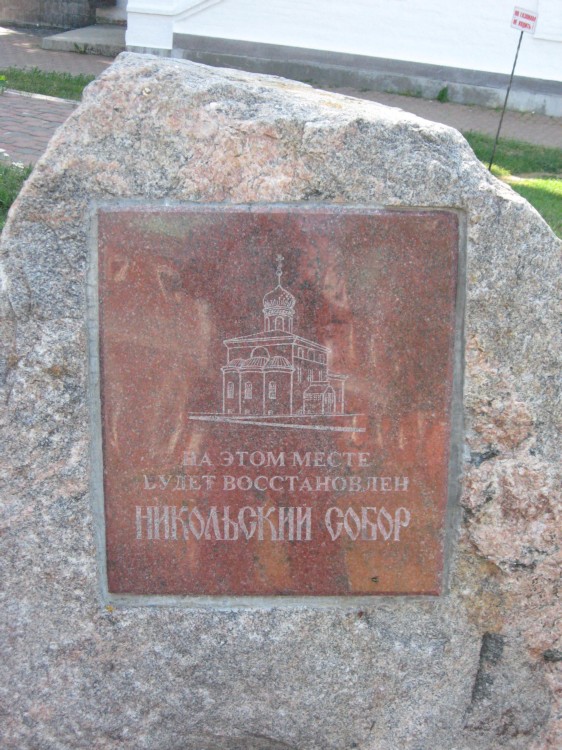 НА ЭТОМ МЕСТЕ
БУДЕТ ВОССТАНОВЛЕН
НИКОЛЬСКИЙ СОБОР